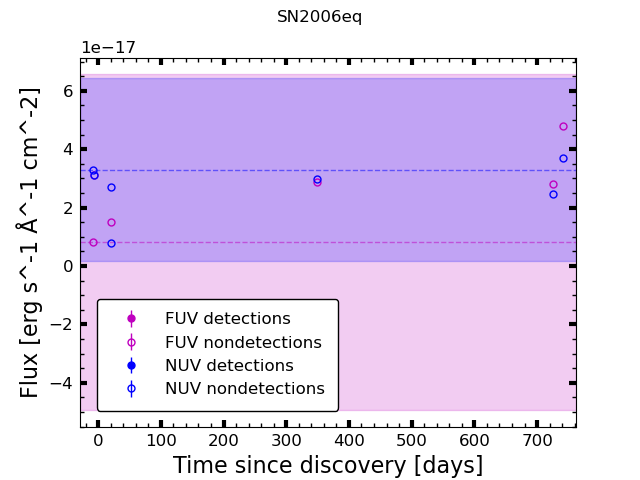 SN2006eq
1e−17
6
4
2
0
−2
−4
Flux [erg s^-1 Å^-1 cm^-2]
FUV detections
FUV nondetections
NUV detections
NUV nondetections
0 100 200 300 400 500 600 700
Time since discovery [days]